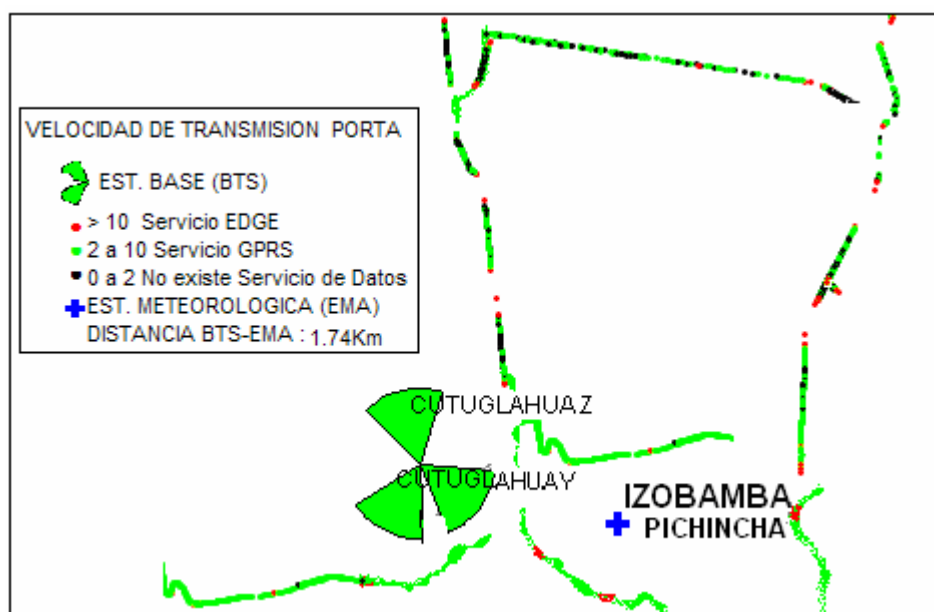 VELOCIDAD DE TRANSMISION PORTA
EST. BASE (BTS)
> 10 Servicio EDGE
2 a 10 Servicio GPRS
0 a 2 No existe Servicio de Datos
EST. METEOROLOGICA (EMA)
DISTANCIA BTS-EMA : 1.74Km
CUTUGLAHUAZ
CUTUGLAHUAY
IZOBAMBA
PICHINCHA